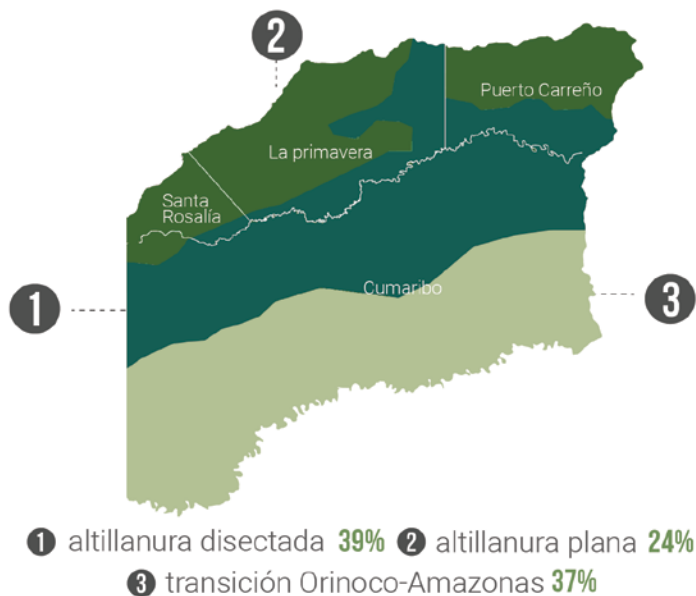 2
Puerto Carreño
La primavera
Santa
Rosalía
Cumaribo
1
3
1 altillanura disectada 39% 2 altillanura plana 24%
3 transición Orinoco-Amazonas 37%